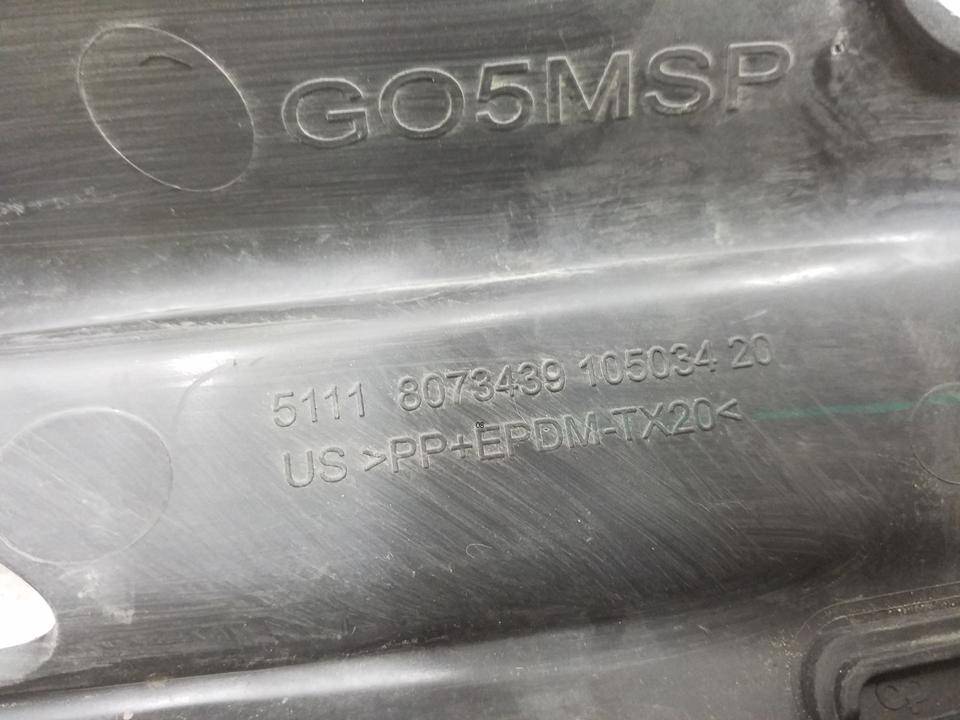 GO5MSP
5111 8073439 105034 20
US >PP+EPDM-TX20<